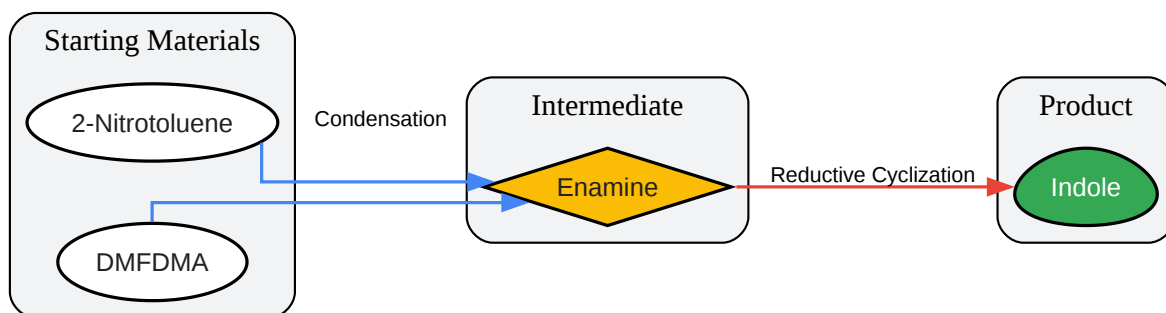 Starting Materials
2-Nitrotoluene
DMFDMA
Condensation
Intermediate
Enamine
Reductive Cyclization
Product
Indole